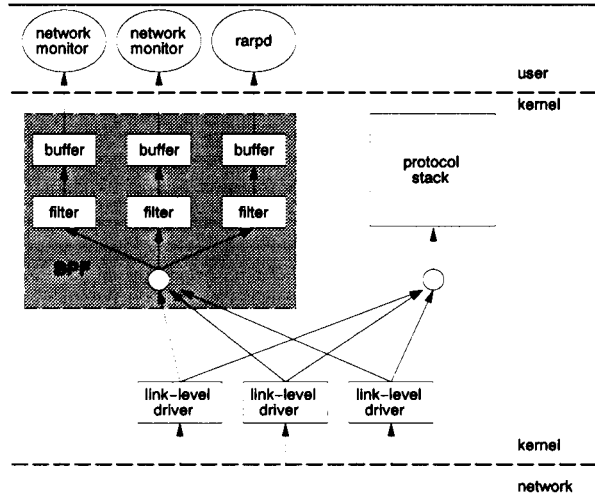 network
monitor
network
monitor
rarpd
user
kernel
buffer
buffer
buffer
protocol
stack
filter
filter
filter
BPF
link-level
driver
link-level
driver
link-level
driver
kernel
network